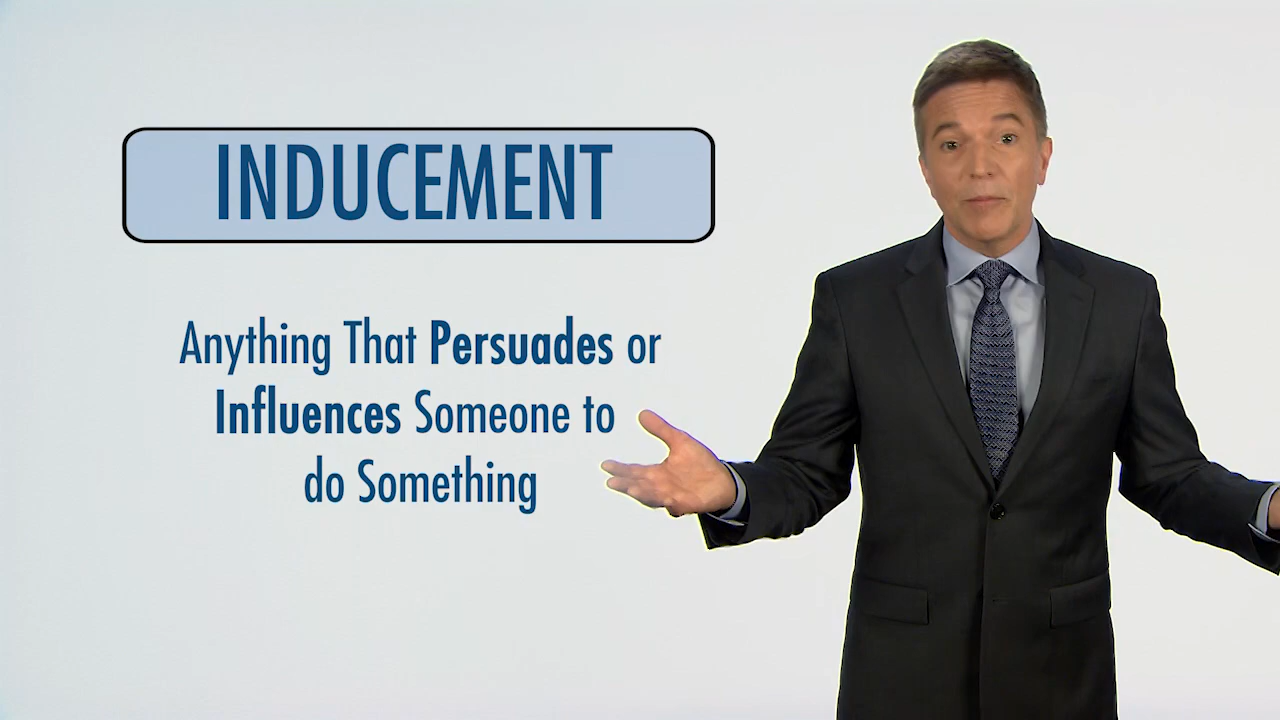 INDUCEMENT
Anything That Persuades or
Influences Someone to
do Something